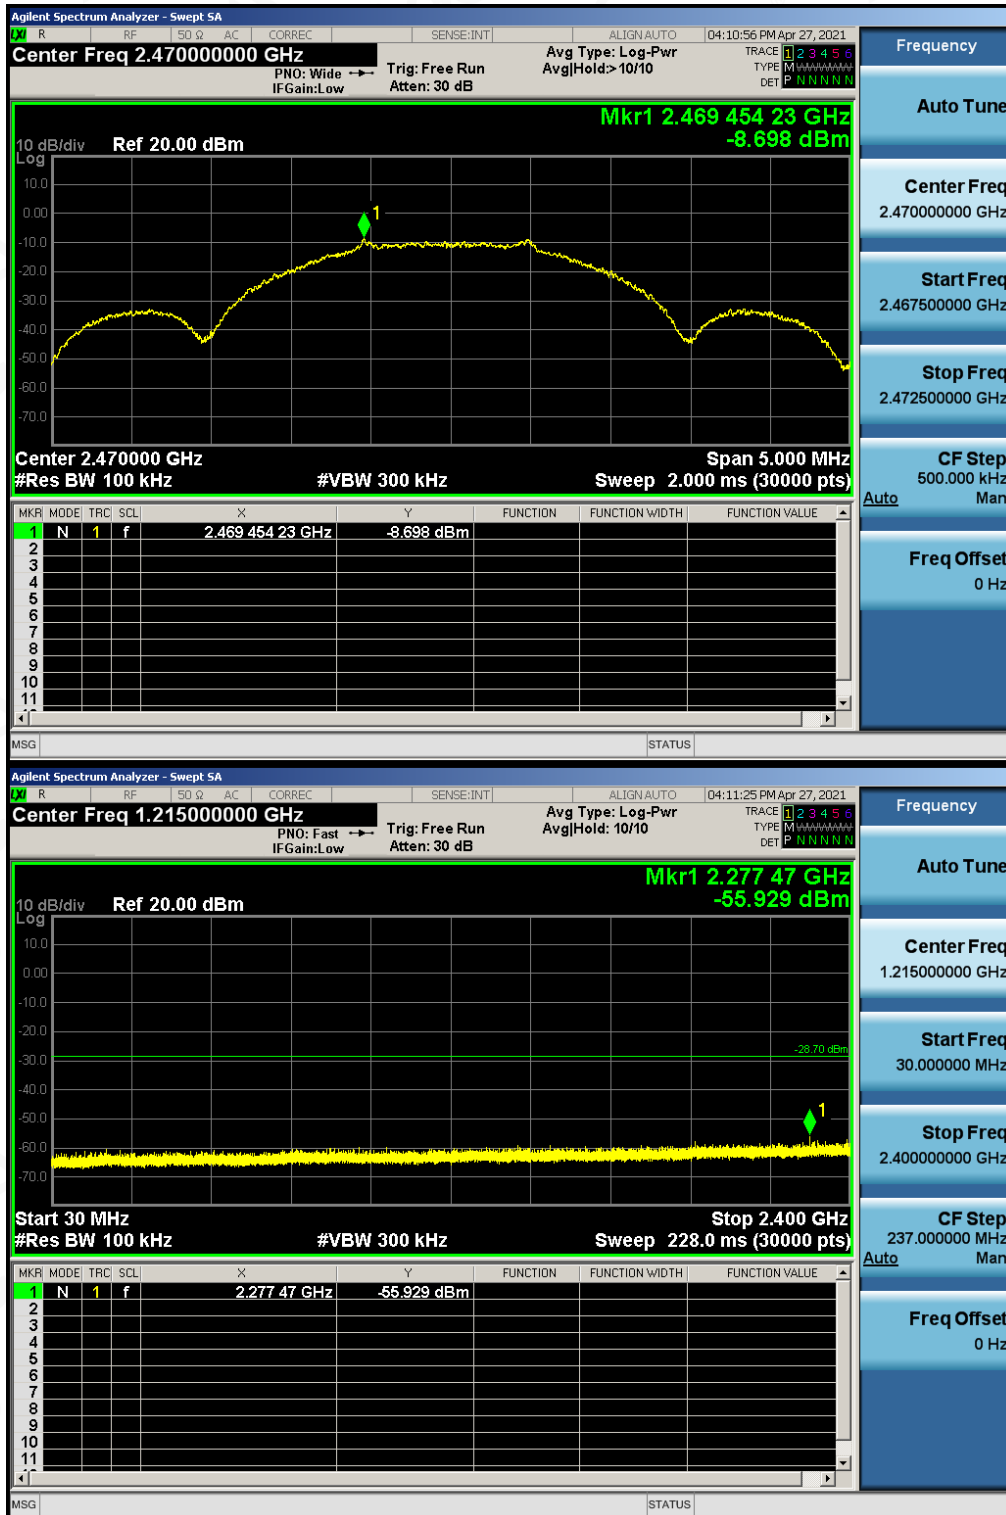 Agilent Spectrum Analyzer - Swept SA
LXI R RF 50 Ω AC CORREC SENSE:INT ALIGN AUTO 04:10:56 PM Apr 27, 2021
Center Freq 2.470000000 GHz
PNO: Wide
IFGain:Low
Trig: Free Run
Atten: 30 dB
Avg Type: Log-Pwr
Avg|Hold:> 10/10
TRACE 1 2 3 4 5 6
TYPE M WWWWW
DET P N N N N N
Mkr1 2.469 454 23 GHz
-8.698 dBm
10 dB/div Ref 20.00 dBm
Log
10.0
0.00
-10.0
-20.0
-30.0
-40.0
-50.0
-60.0
-70.0
1
Center 2.470000 GHz Span 5.000 MHz
#Res BW 100 kHz #VBW 300 kHz Sweep 2.000 ms (30000 pts)
MKR MODE TRC SCL X Y FUNCTION FUNCTION WIDTH FUNCTION VALUE
1 N 1 f 2.469 454 23 GHz -8.698 dBm
2
3
4
5
6
7
8
9
10
11
MSG STATUS
Frequency
Auto Tune
Center Freq
2.470000000 GHz
Start Freq
2.467500000 GHz
Stop Freq
2.472500000 GHz
CF Step
500.000 kHz
Auto Man
Freq Offset
0 Hz
Agilent Spectrum Analyzer - Swept SA
LXI R RF 50 Ω AC CORREC SENSE:INT ALIGN AUTO 04:11:25 PM Apr 27, 2021
Center Freq 1.215000000 GHz
PNO: Fast
IFGain:Low
Trig: Free Run
Atten: 30 dB
Avg Type: Log-Pwr
Avg|Hold: 10/10
TRACE 1 2 3 4 5 6
TYPE M WWWWW
DET P N N N N N
Mkr1 2.277 47 GHz
-55.929 dBm
10 dB/div Ref 20.00 dBm
Log
10.0
0.00
-10.0
-20.0
-30.0
-40.0
-50.0
-60.0
-70.0
-28.70 dBm
1
Start 30 MHz Stop 2.400 GHz
#Res BW 100 kHz #VBW 300 kHz Sweep 228.0 ms (30000 pts)
MKR MODE TRC SCL X Y FUNCTION FUNCTION WIDTH FUNCTION VALUE
1 N 1 f 2.277 47 GHz -55.929 dBm
2
3
4
5
6
7
8
9
10
11
MSG STATUS
Frequency
Auto Tune
Center Freq
1.215000000 GHz
Start Freq
30.000000 MHz
Stop Freq
2.400000000 GHz
CF Step
237.000000 MHz
Auto Man
Freq Offset
0 Hz